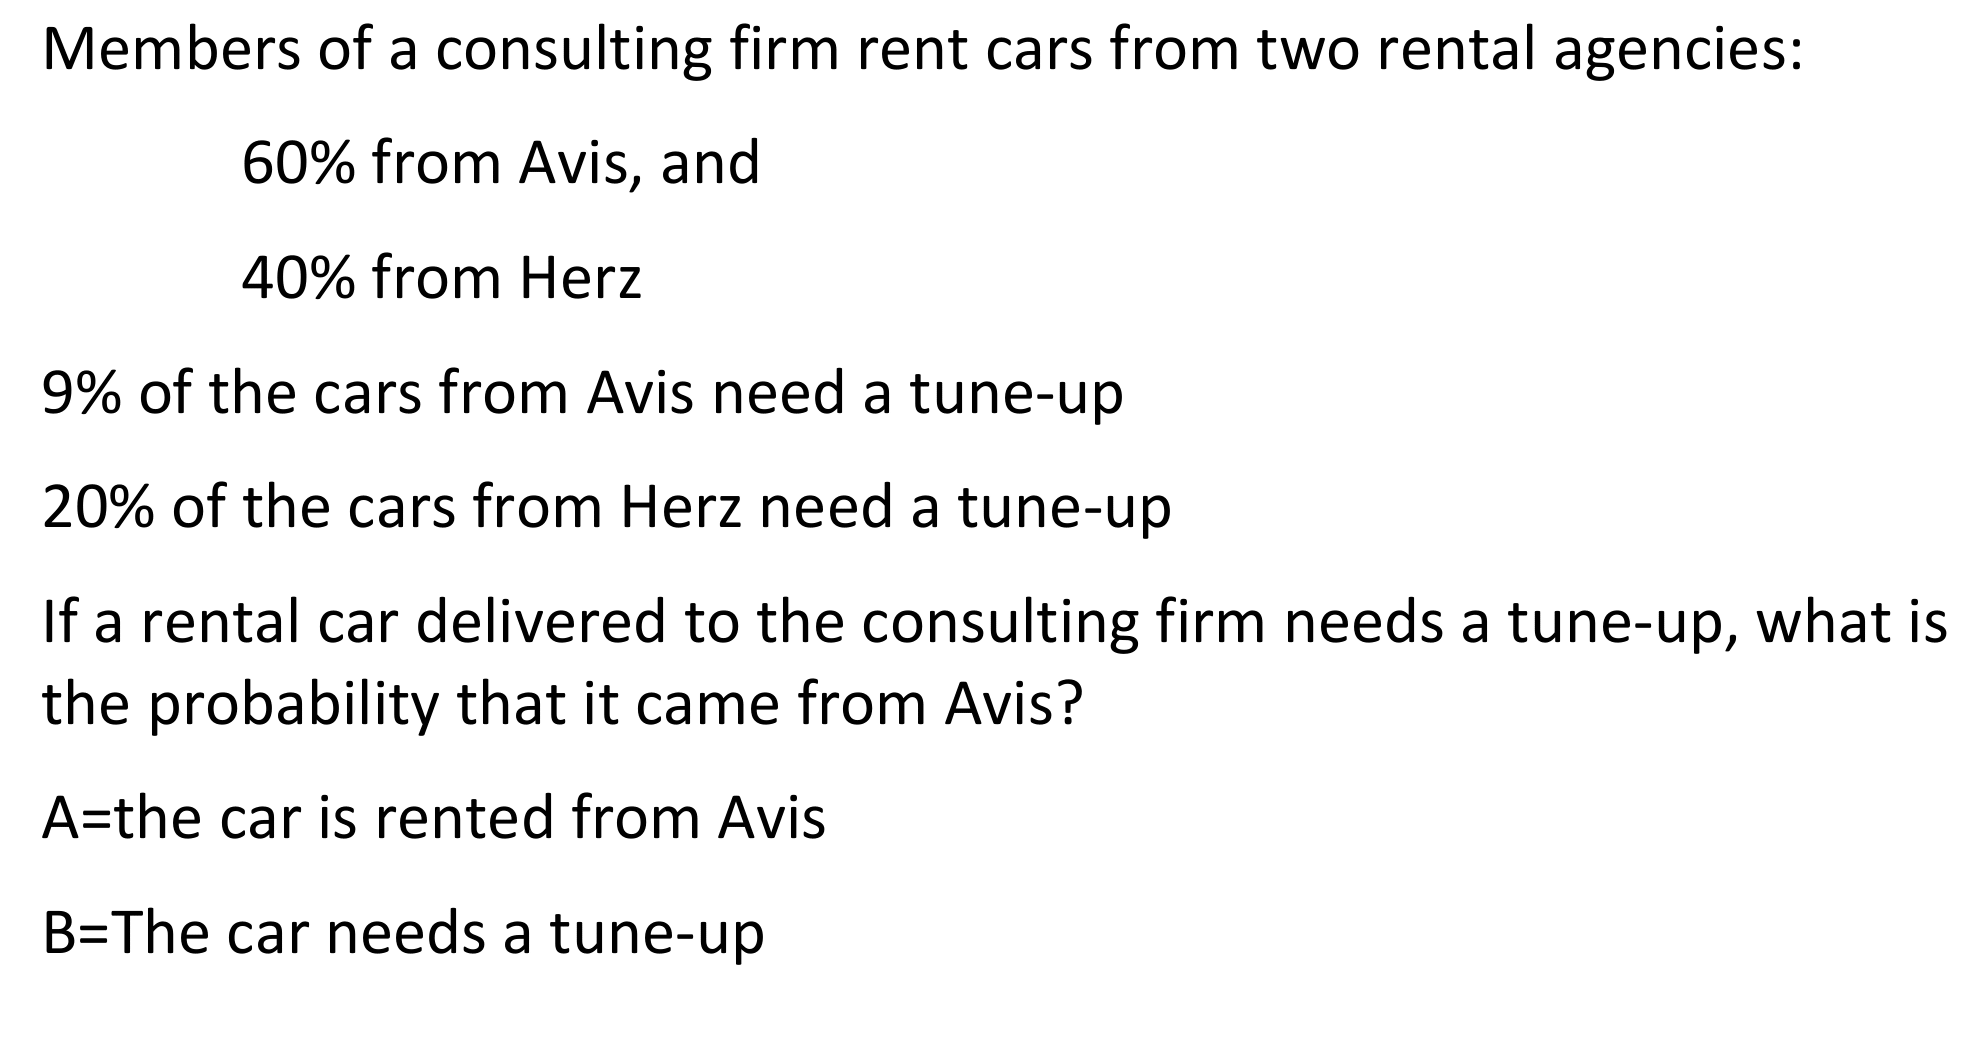 Members of a consulting firm rent cars from two rental agencies:
60% from Avis, and
40% from Herz
9% of the cars from Avis need a tune-up
20% of the cars from Herz need a tune-up
If a rental car delivered to the consulting firm needs a tune-up, what is
the probability that it came from Avis?
A=the car is rented from Avis
B=The car needs a tune-up